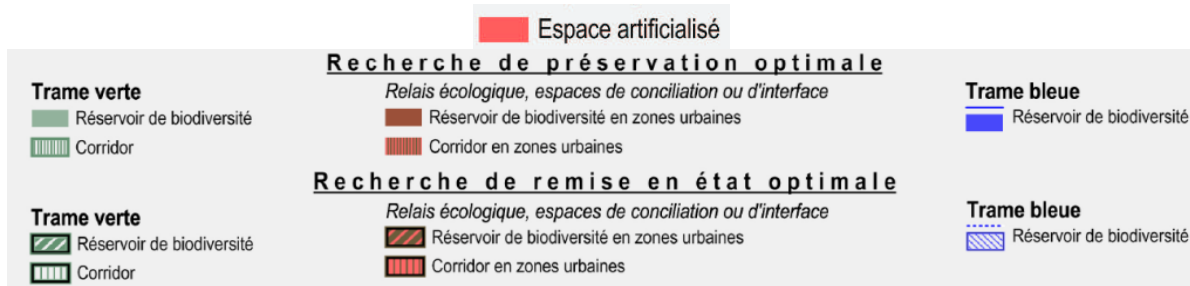 Espace artificialisé
Recherche de préservation optimale
Trame verte
Réservoir de biodiversité
Corridor
Relais écologique, espaces de conciliation ou d'interface
Réservoir de biodiversité en zones urbaines
Corridor en zones urbaines
Trame bleue
Réservoir de biodiversité
Recherche de remise en état optimale
Trame verte
Réservoir de biodiversité
Corridor
Relais écologique, espaces de conciliation ou d'interface
Réservoir de biodiversité en zones urbaines
Corridor en zones urbaines
Trame bleue
Réservoir de biodiversité